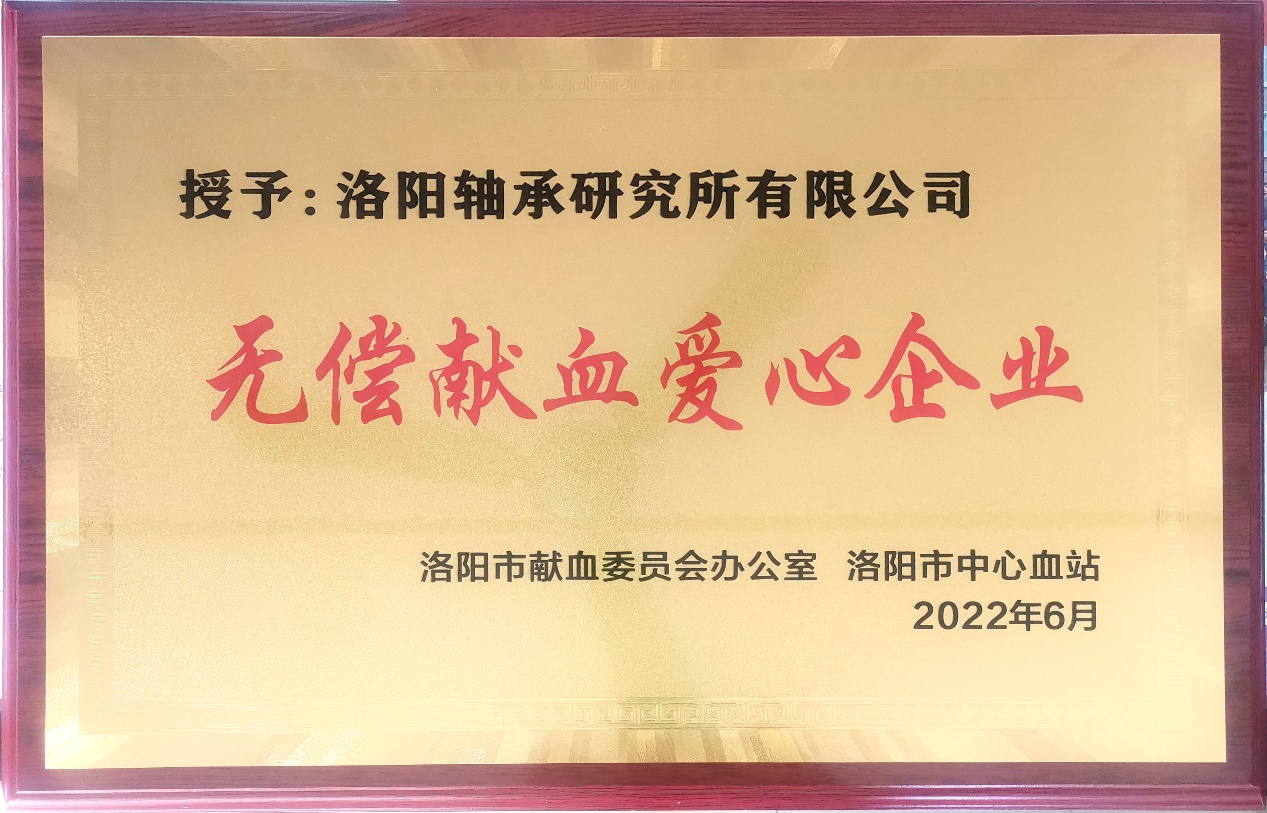 授予：洛阳轴承研究所有限公司
无偿献血爱心企业
洛阳市献血委员会办公室 洛阳市中心血站
2022年6月